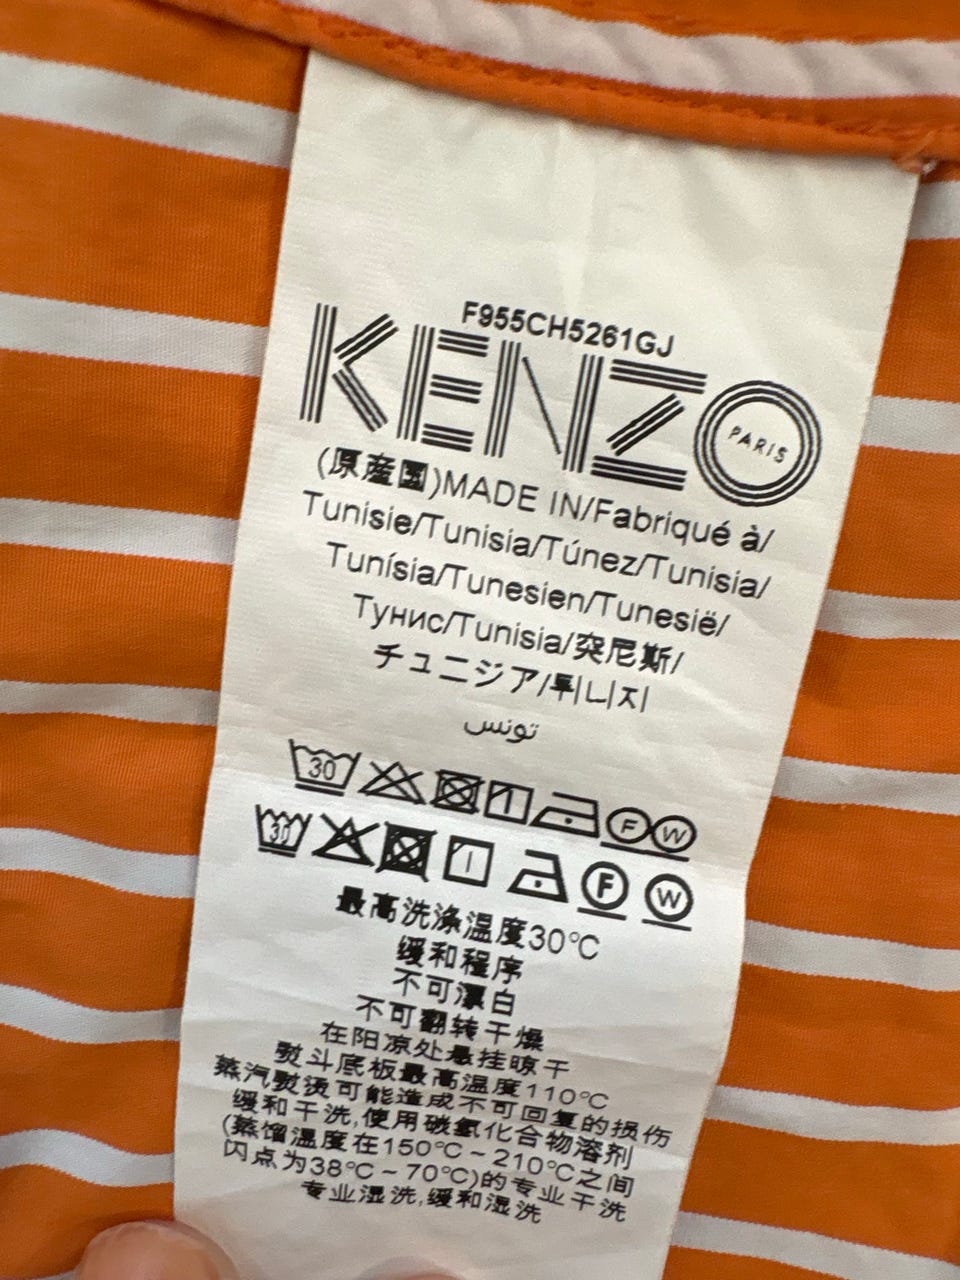 F955CH5261GJ
KENZO
PARIS
(原産国)MADE IN/Fabriqué à/
Tunisie/Tunisia/Túnez/Tunisia/
Tunísia/Tunesien/Tunesië/
Тунис/Tunisia/突尼斯/
チュニジア/튀니지
تونس
30
F W
30
F W
最高洗涤温度30°C
缓和程序
不可漂白
不可翻转干燥
在阳凉处悬挂晾干
熨斗底板最高温度110°C
蒸汽熨烫可能造成不可回复的损伤
缓和干洗,使用碳氢化合物溶剂
(蒸馏温度在150°C~210°C之间
闪点为38°C~70°C)的专业干洗
专业湿洗,缓和湿洗